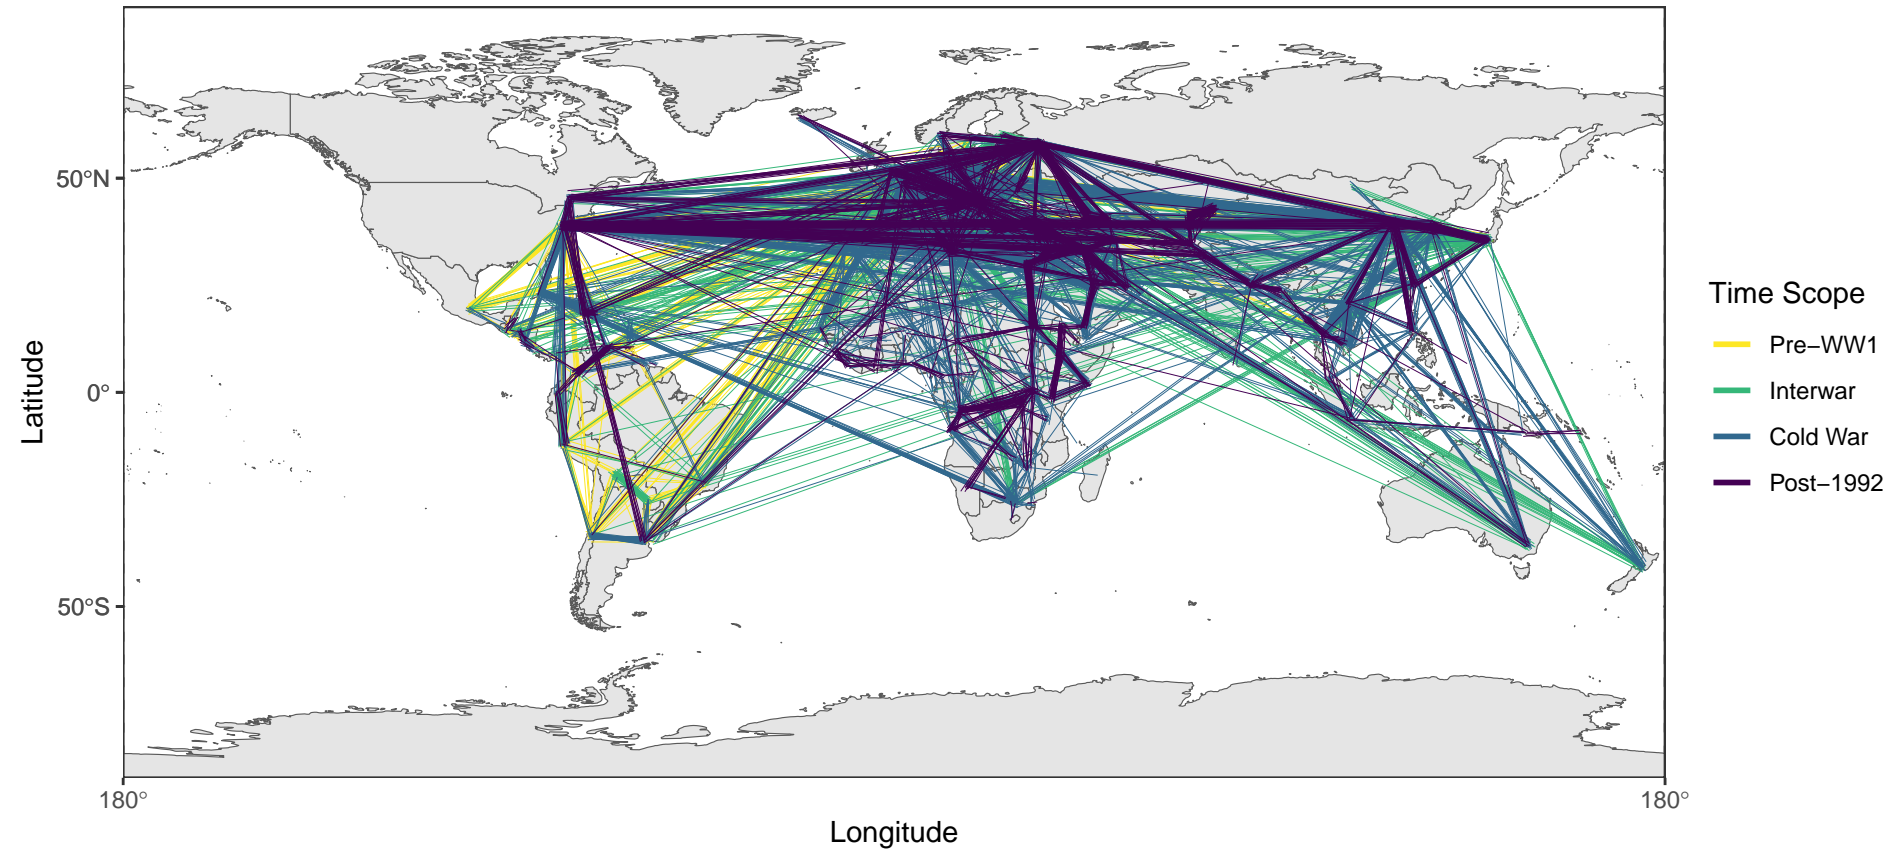 50°N
0°
50°S
Latitude
180°
180°
Longitude
Time Scope
Pre−WW1
Interwar
Cold War
Post−1992